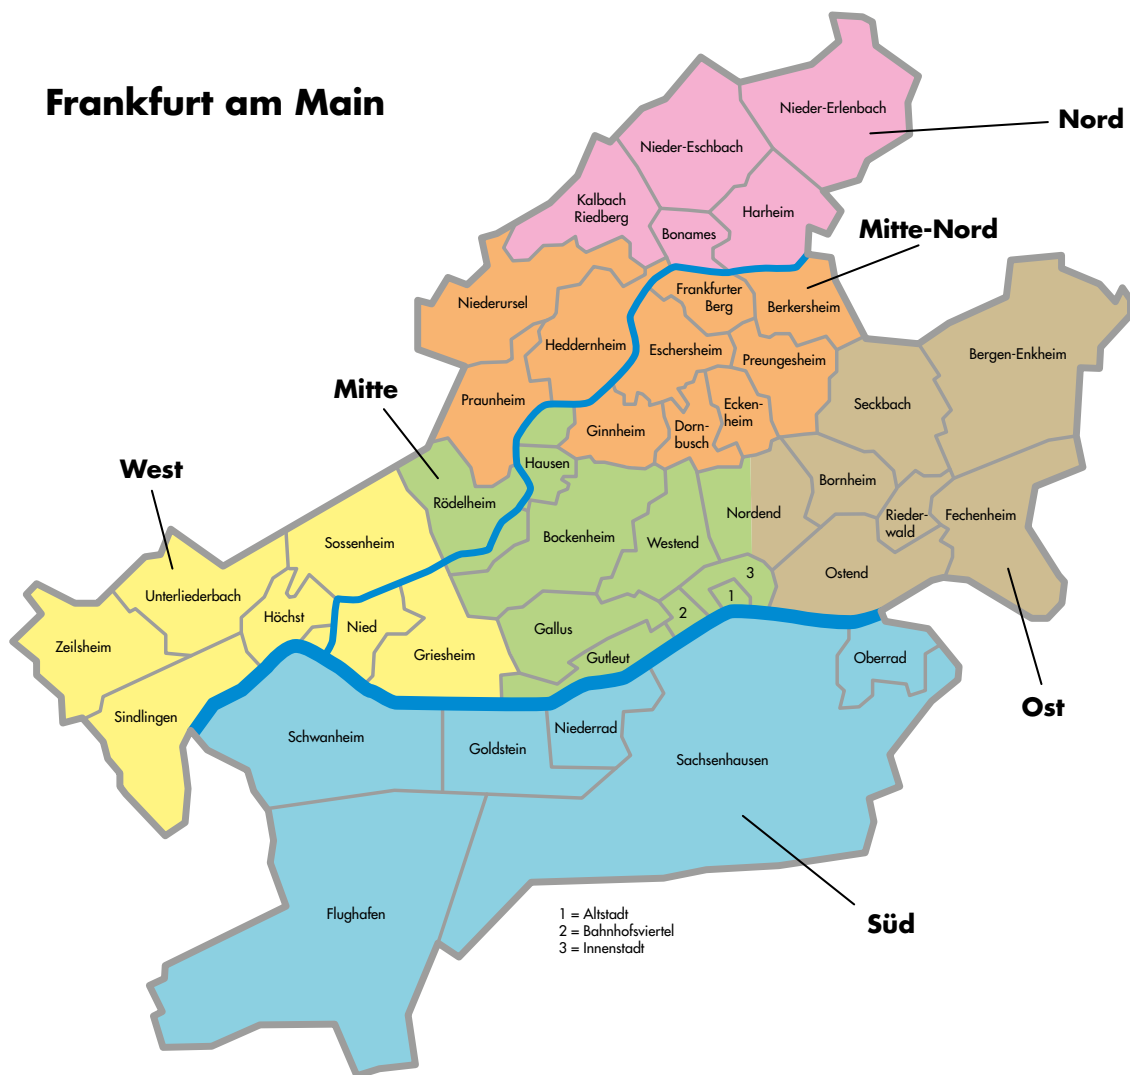 Frankfurt am Main
Nieder-Erlenbach
Nord
Nieder-Eschbach
Kalbach
Riedberg
Harheim
Bonames
Mitte-Nord
Niederursel
Frankfurter
Berg
Berkersheim
Heddernheim
Eschersheim
Preungesheim
Bergen-Enkheim
Mitte
Praunheim
Seckbach
Ginnheim
Dorn-
busch
Ecken-
heim
West
Hausen
Rödelheim
Bornheim
Nordend
Rieder-
wald
Fechenheim
Sossenheim
Bockenheim
Westend
Ostend
3
Unterliederbach
1
Höchst
2
Nied
Gallus
Zeilsheim
Griesheim
Gutleut
Oberrad
Ost
Sindlingen
Schwanheim
Goldstein
Niederrad
Sachsenhausen
Flughafen
Süd
1 = Altstadt
2 = Bahnhofsviertel
3 = Innenstadt